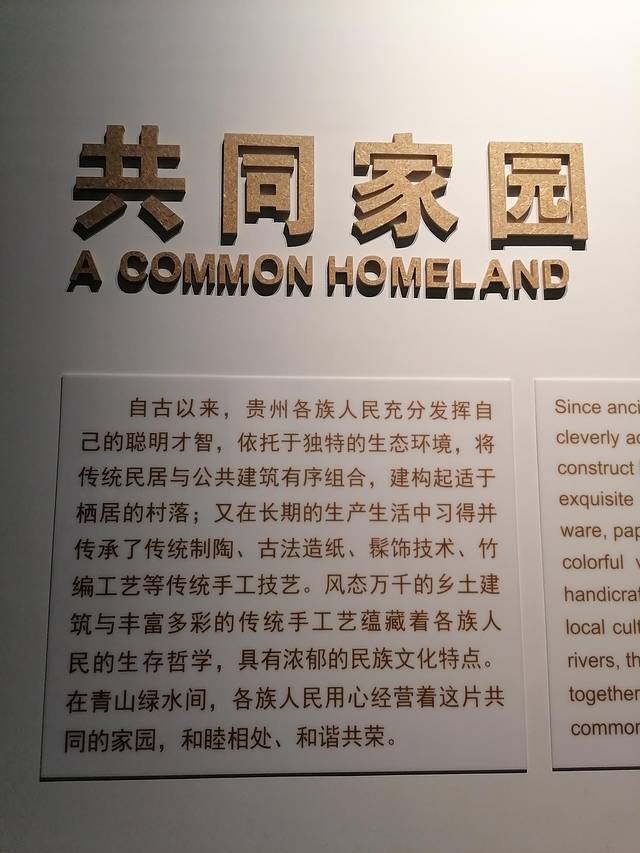 共同家园
A COMMON HOMELAND
自古以来，贵州各族人民充分发挥自
己的聪明才智，依托于独特的生态环境，将
传统民居与公共建筑有序组合，建构起适于
栖居的村落；又在长期的生产生活中习得并
传承了传统制陶、古法造纸、髹饰技术、竹
编工艺等传统手工技艺。风态万千的乡土建
筑与丰富多彩的传统手工艺蕴藏着各族人
民的生存哲学，具有浓郁的民族文化特点。
在青山绿水间，各族人民用心经营着这片共
同的家园，和睦相处、和谐共荣。
Since anci
cleverly a
construct
exquisite
ware, pap
colorful
handicra
local cult
rivers, th
together
common